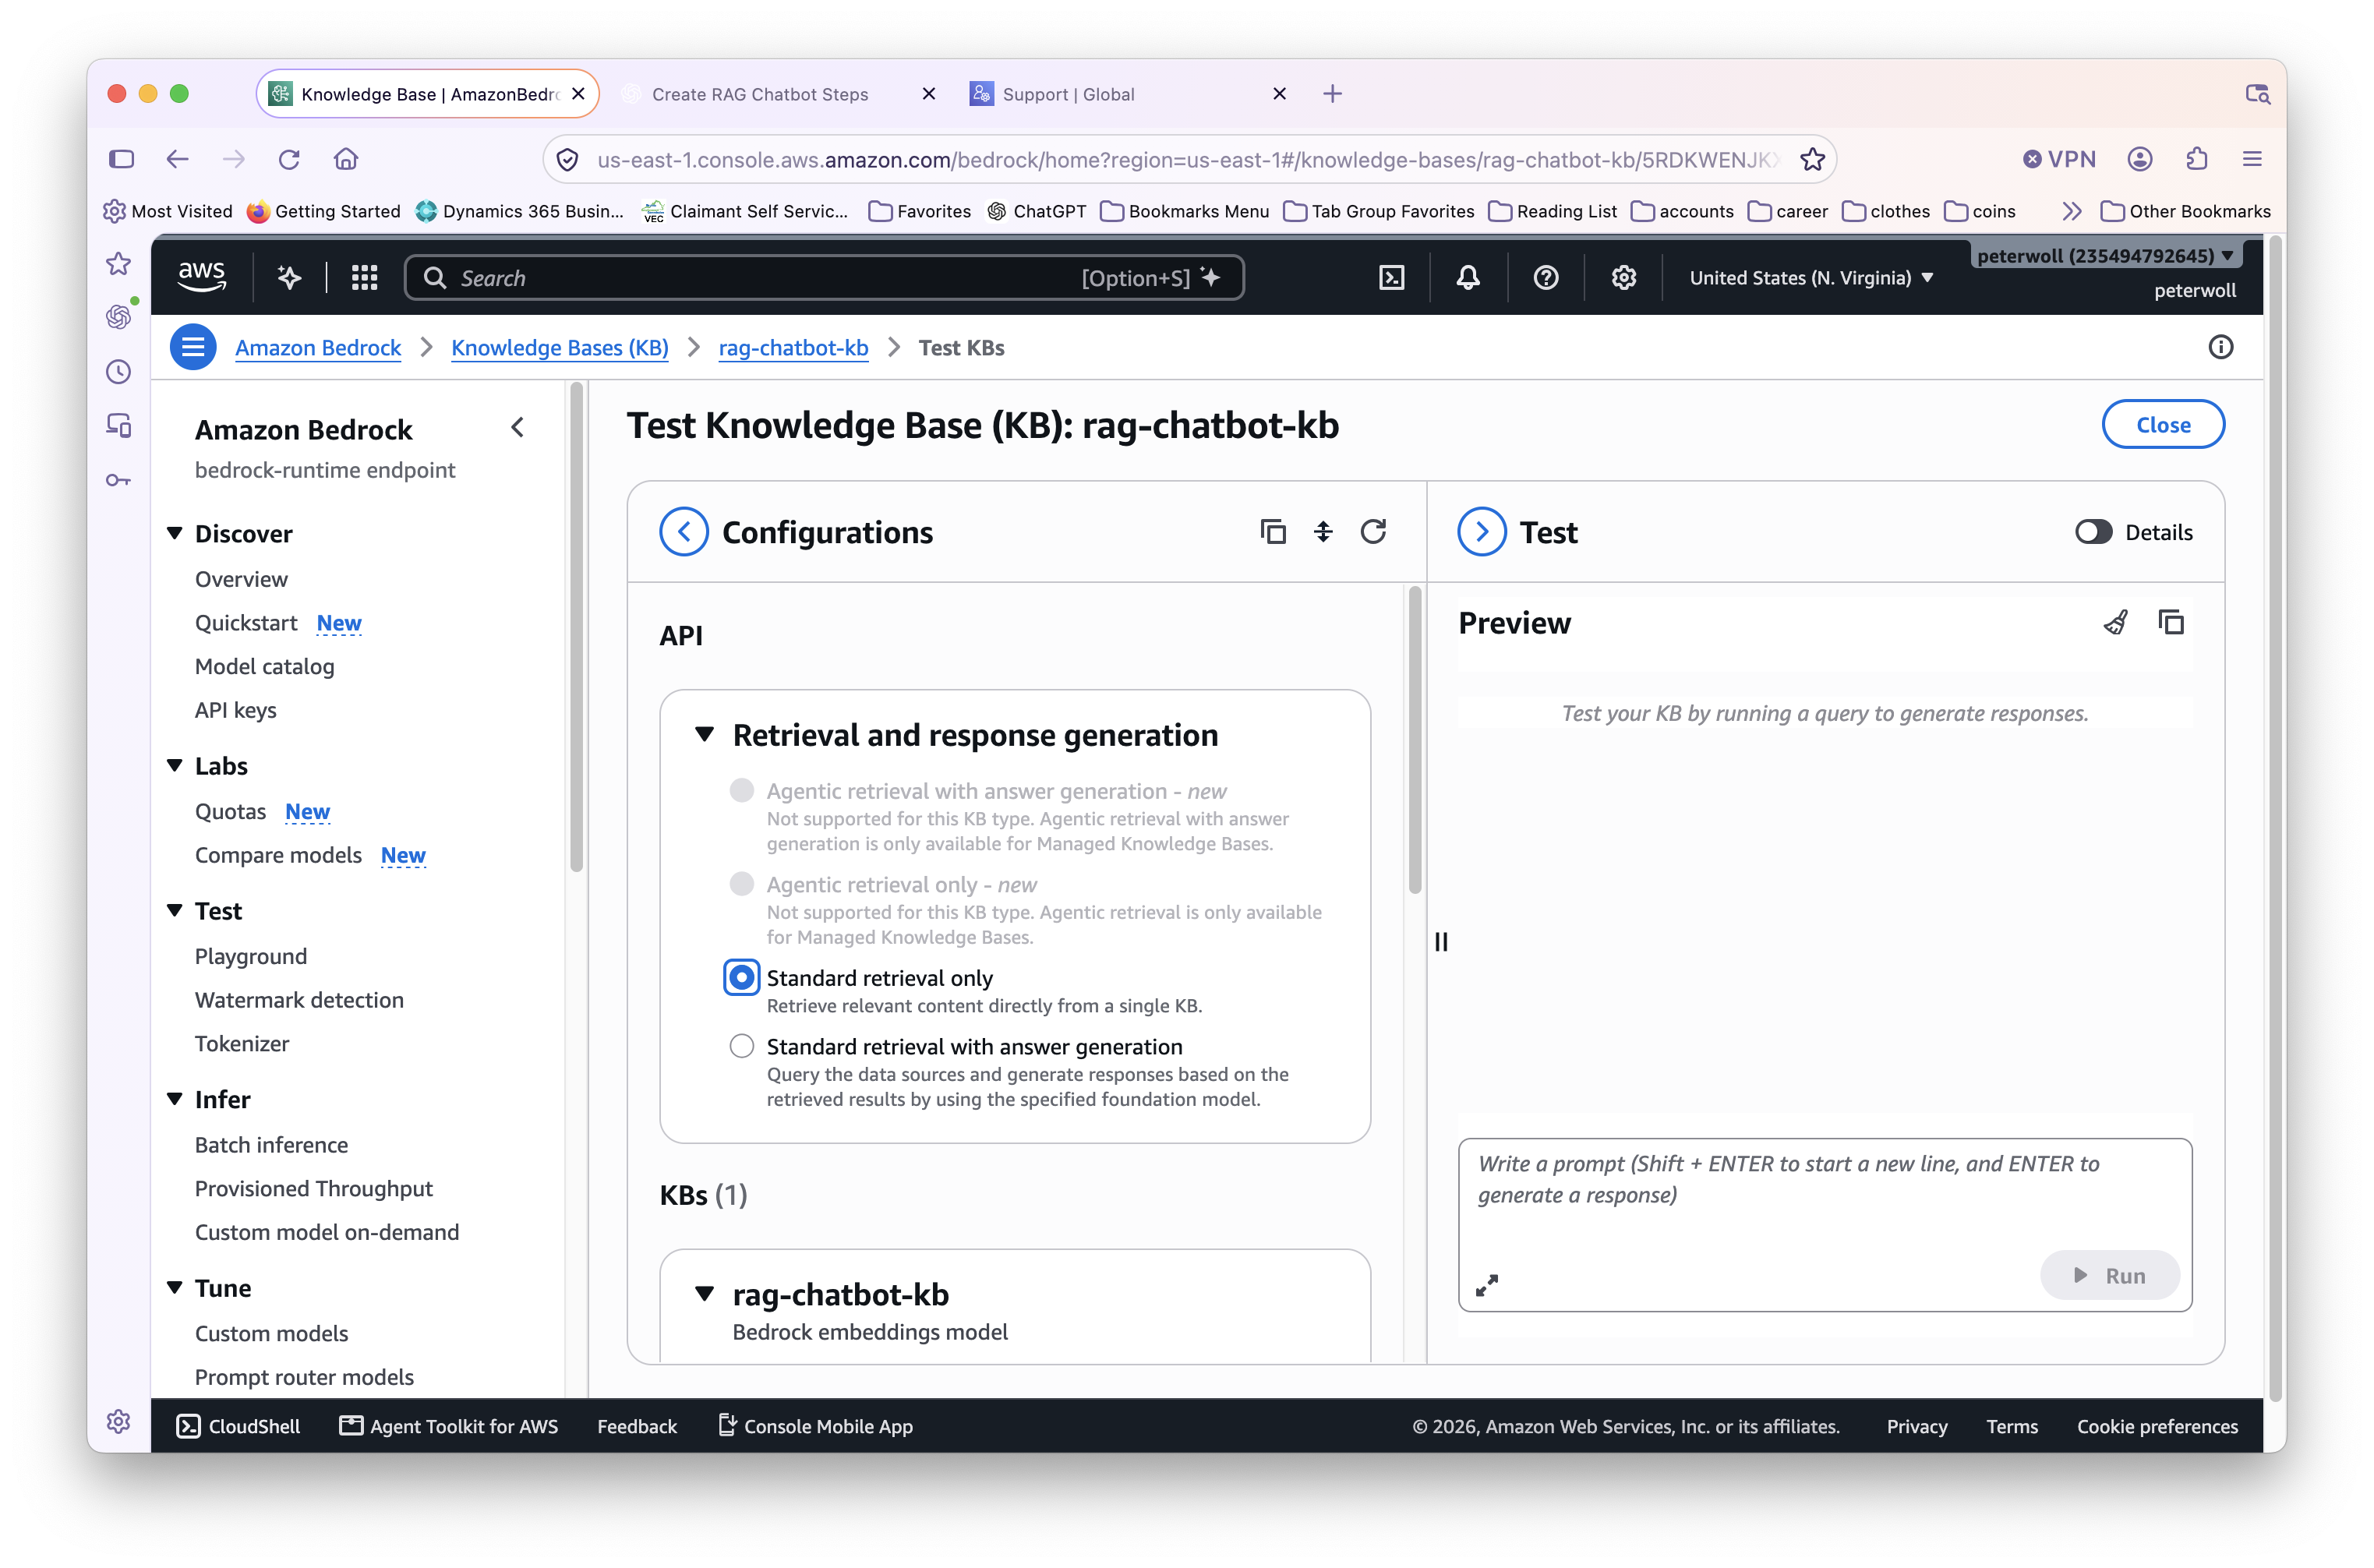 Knowledge Base | AmazonBedro
Create RAG Chatbot Steps
Support | Global
us-east-1.console.aws.amazon.com/bedrock/home?region=us-east-1#/knowledge-bases/rag-chatbot-kb/5RDKWENJK
VPN
Most Visited
Getting Started
Dynamics 365 Busin...
VEC
Claimant Self Servic...
Favorites
ChatGPT
Bookmarks Menu
Tab Group Favorites
Reading List
accounts
career
clothes
coins
Other Bookmarks
aws
Search
[Option+S]
United States (N. Virginia)
peterwoll (235494792645)
peterwoll
Amazon Bedrock
Knowledge Bases (KB)
rag-chatbot-kb
Test KBs
Amazon Bedrock
bedrock-runtime endpoint
Discover
Overview
Quickstart New
Model catalog
API keys
Labs
Quotas New
Compare models New
Test
Playground
Watermark detection
Tokenizer
Infer
Batch inference
Provisioned Throughput
Custom model on-demand
Tune
Custom models
Prompt router models
Test Knowledge Base (KB): rag-chatbot-kb
Close
Configurations
API
Retrieval and response generation
Agentic retrieval with answer generation - new
Not supported for this KB type. Agentic retrieval with answer
generation is only available for Managed Knowledge Bases.
Agentic retrieval only - new
Not supported for this KB type. Agentic retrieval is only available
for Managed Knowledge Bases.
Standard retrieval only
Retrieve relevant content directly from a single KB.
Standard retrieval with answer generation
Query the data sources and generate responses based on the
retrieved results by using the specified foundation model.
KBs (1)
rag-chatbot-kb
Bedrock embeddings model
Test
Details
Preview
Test your KB by running a query to generate responses.
Write a prompt (Shift + ENTER to start a new line, and ENTER to
generate a response)
Run
CloudShell
Agent Toolkit for AWS
Feedback
Console Mobile App
© 2026, Amazon Web Services, Inc. or its affiliates.
Privacy
Terms
Cookie preferences